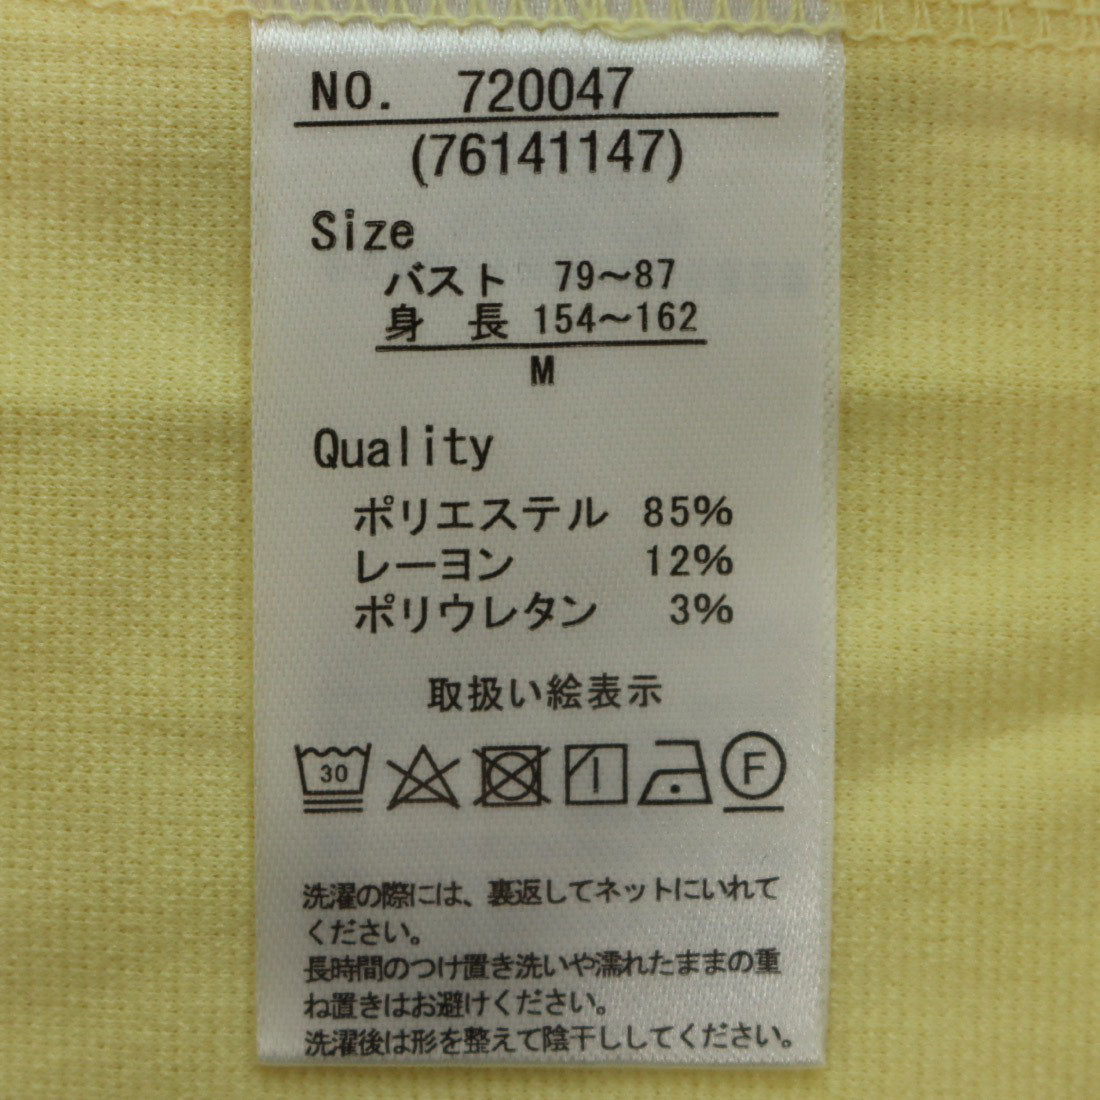 NO. 720047
(76141147)
Size
バスト 79～87
身 長 154～162
M
Quality
ポリエステル 85%
レーヨン 12%
ポリウレタン 3%
取扱い絵表示
30
F
洗濯の際には、裏返してネットにいれて
ください。
長時間のつけ置き洗いや濡れたままの重
ね置きはお避けください。
洗濯後は形を整えて陰干ししてください。